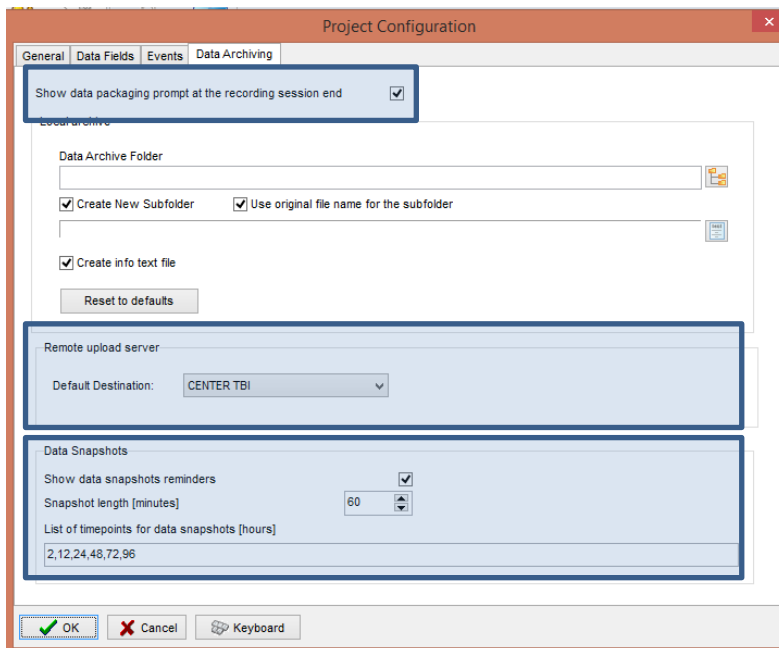 Project Configuration
General Data Fields Events Data Archiving
Show data packaging prompt at the recording session end
Local archive
Data Archive Folder
Create New Subfolder Use original file name for the subfolder
Create info text file
Reset to defaults
Remote upload server
Default Destination: CENTER TBI
Data Snapshots
Show data snapshots reminders
Snapshot length [minutes] 60
List of timepoints for data snapshots [hours]
2,12,24,48,72,96
OK Cancel Keyboard